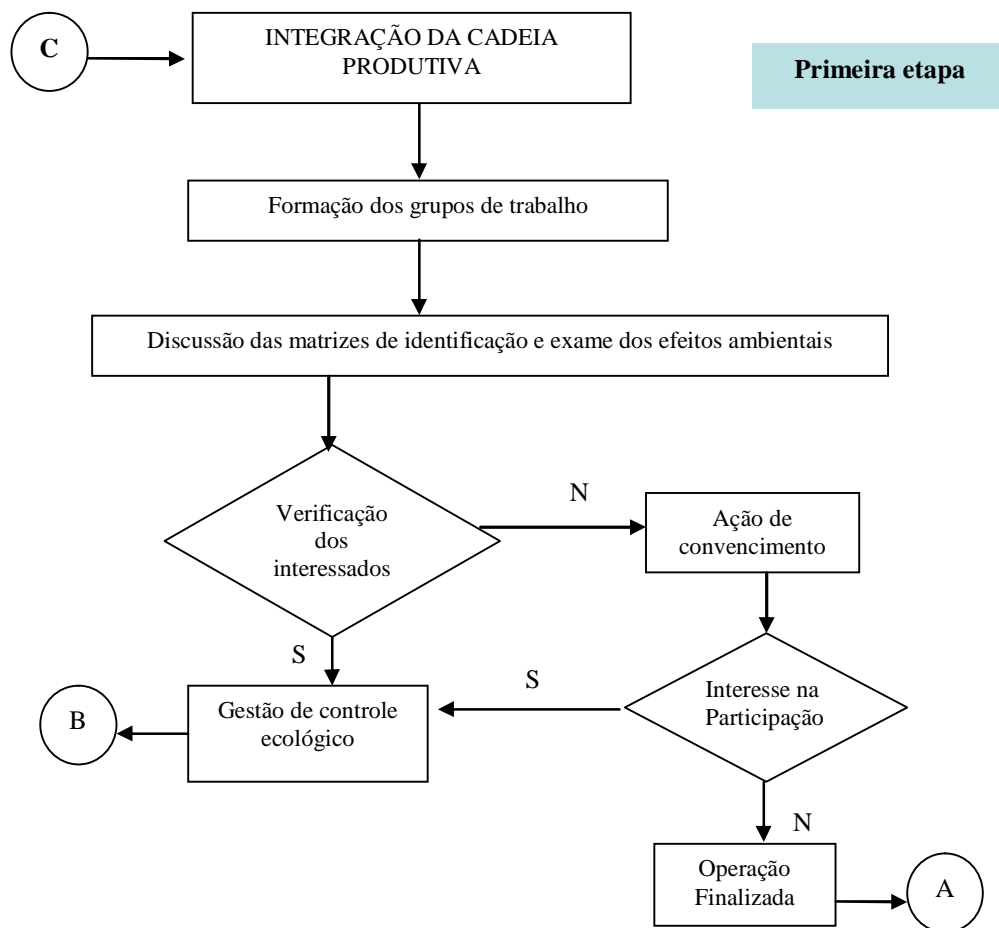 C
INTEGRAÇÃO DA CADEIA
PRODUTIVA
Primeira etapa
Formação dos grupos de trabalho
Discussão das matrizes de identificação e exame dos efeitos ambientais
Verificação
dos
interessados
N
Ação de
convencimento
S
Gestão de controle
ecológico
B
S
Interesse na
Participação
N
Operação
Finalizada
A